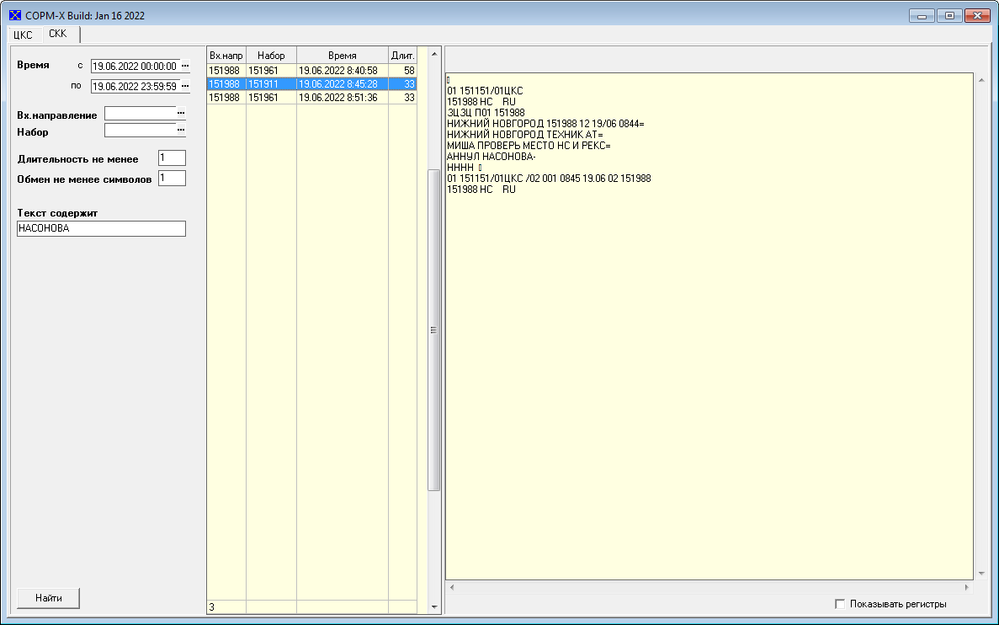 СОРМ-X Build: Jan 16 2022
ЦКС СКК
Время с 19.06.2022 00:00:00 ...
по 19.06.2022 23:59:59 ...
Вх.направление ...
Набор ...
Длительность не менее 1
Обмен не менее символов 1
Текст содержит
НАСОНОВА
Найти
Вх.напр Набор Время Длит.
151988 151961 19.06.2022 8:40:58 58
151988 151911 19.06.2022 8:45:28 33
151988 151961 19.06.2022 8:51:36 33
3
01 151151/01ЦКС
151988 НС RU
ЗЦЗЦ П01 151988
НИЖНИЙ НОВГОРОД 151988 12 19/06 0844=
НИЖНИЙ НОВГОРОД ТЕХНИК АТ=
МИША ПРОВЕРЬ МЕСТО НС И РЕКС=
АННУЛ НАСОНОВА-
НННН
01 151151/01ЦКС /02 001 0845 19.06 02 151988
151988 НС RU
Показывать регистры